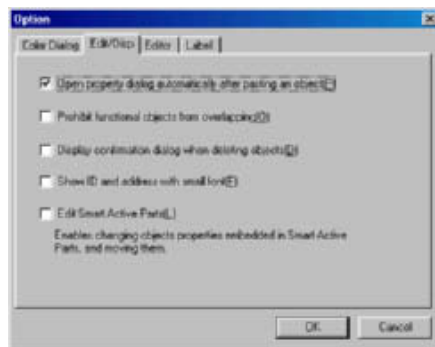 Option
Color Dialog Edit/Disp Editor Label
Open property dialog automatically after pasting an object(P)
Prohibit functional objects from overlapping(O)
Display confirmation dialog when deleting objects(D)
Show ID and address with small font(F)
Edit Smart Active Parts(L)
Enables changing objects properties embedded in Smart Active
Parts, and moving them.
OK Cancel